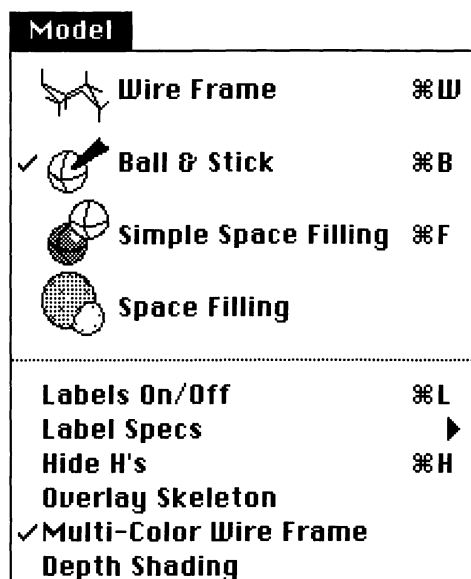 Model
Wire Frame ⌘W
✓ Ball & Stick ⌘B
Simple Space Filling ⌘F
Space Filling
Labels On/Off ⌘L
Label Specs ▶
Hide H's ⌘H
Overlay Skeleton
✓Multi-Color Wire Frame
Depth Shading